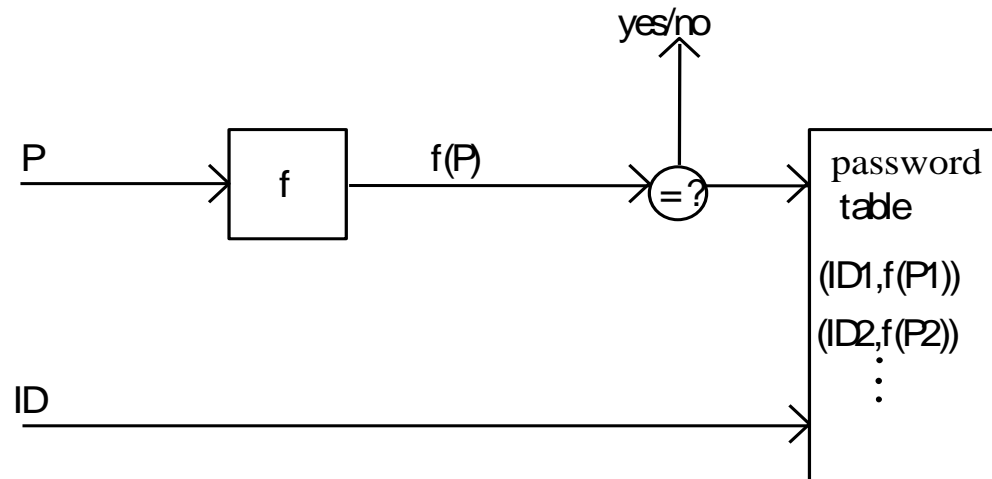 yes/no
P
f
f(P)
=?
password
table
(ID1,f(P1))
(ID2,f(P2))
⋮
ID